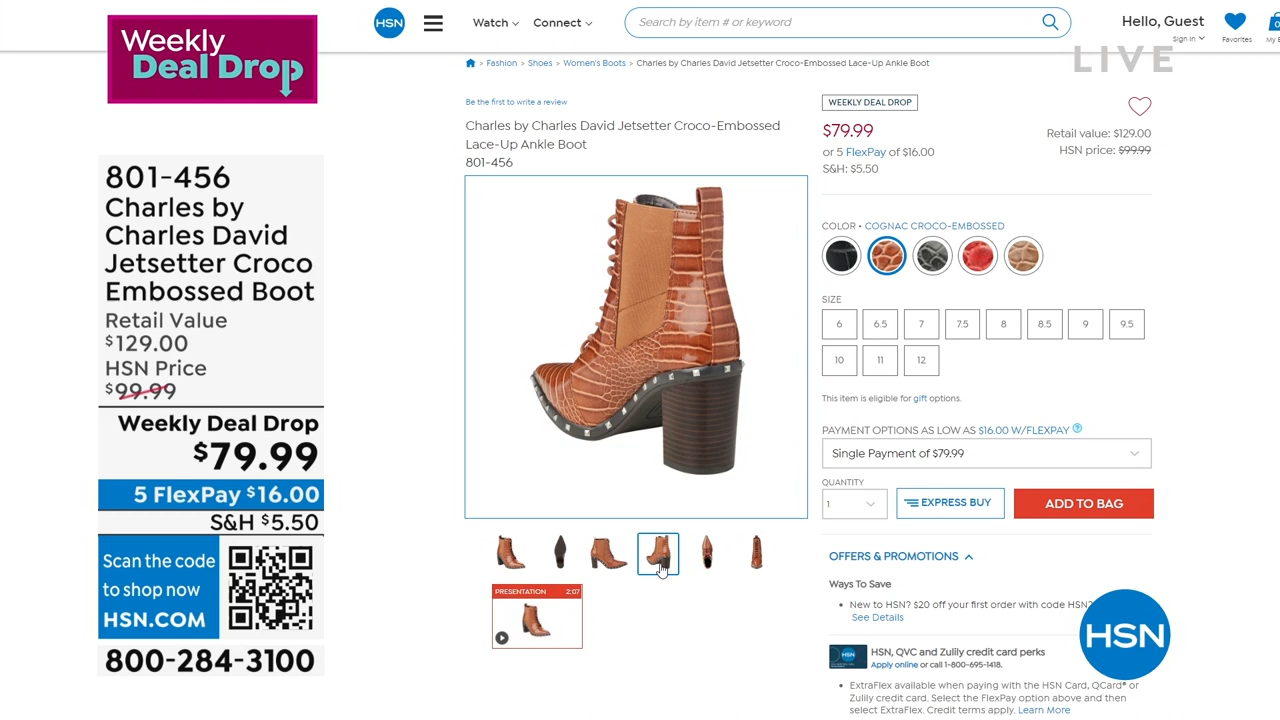 Weekly
Deal Drop
801-456
Charles by
Charles David
Jetsetter Croco
Embossed Boot
Retail Value
$129.00
HSN Price
$99.99
Weekly Deal Drop
$79.99
5 FlexPay $16.00
S&H $5.50
Scan the code
to shop now
HSN.COM
800-284-3100
HSN
Watch
Connect
Search by item # or keyword
Hello, Guest
Sign In
Favorites
0
LIVE
> Fashion > Shoes > Women's Boots > Charles by Charles David Jetsetter Croco-Embossed Lace-Up Ankle Boot
Be the first to write a review
Charles by Charles David Jetsetter Croco-Embossed
Lace-Up Ankle Boot
801-456
PRESENTATION 2:07
WEEKLY DEAL DROP
$79.99
or 5 FlexPay of $16.00
S&H: $5.50
Retail value: $129.00
HSN price: $99.99
COLOR • COGNAC CROCO-EMBOSSED
SIZE
6 6.5 7 7.5 8 8.5 9 9.5
10 11 12
This item is eligible for gift options.
PAYMENT OPTIONS AS LOW AS $16.00 W/FLEXPAY ?
Single Payment of $79.99
QUANTITY
1
EXPRESS BUY
ADD TO BAG
OFFERS & PROMOTIONS
Ways To Save
• New to HSN? $20 off your first order with code
See Details
HSN, QVC and Zulily credit card perks
Apply online or call 1-800-695-1418.
• ExtraFlex available when paying with the HSN Card, QCard® or
Zulily credit card. Select the FlexPay option above and then
select ExtraFlex. Credit terms apply. Learn More
HSN